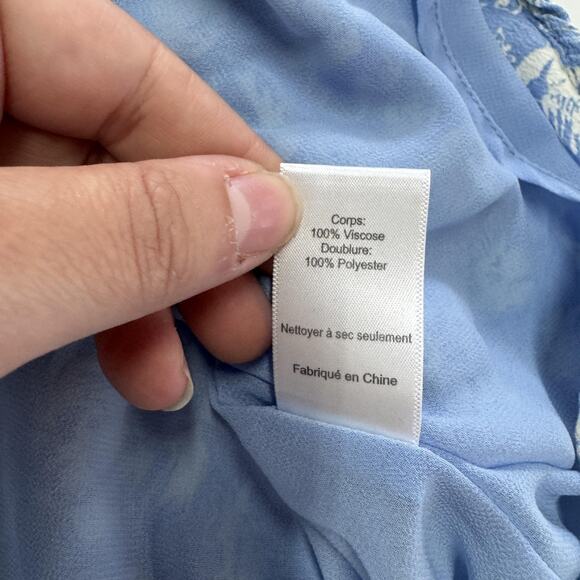 Corps:
100% Viscose
Doublure:
100% Polyester
Nettoyer à sec seulement
Fabriqué en Chine